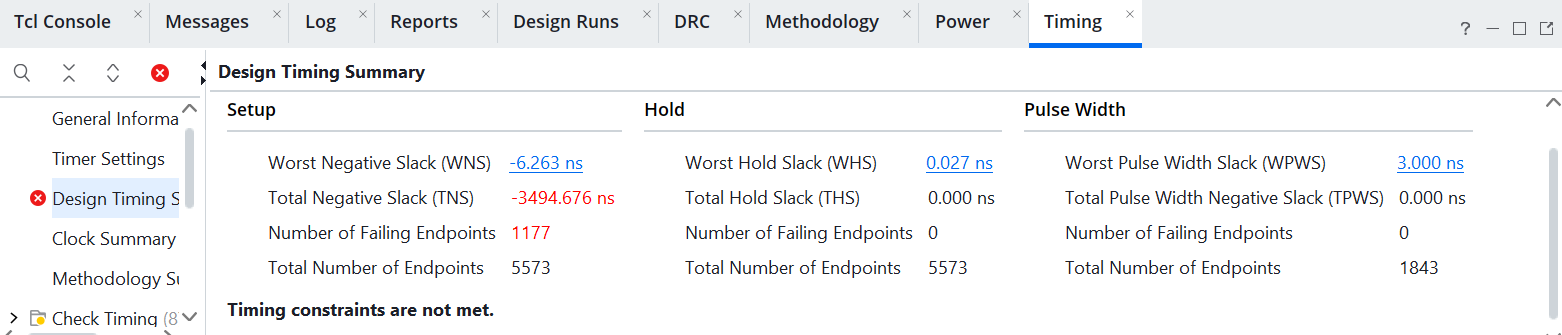 Tcl Console Messages Log Reports Design Runs DRC Methodology Power Timing
?
Design Timing Summary
General Informa
Timer Settings
Design Timing S
Clock Summary
Methodology Su
Check Timing (8
Setup
Worst Negative Slack (WNS) -6.263 ns
Total Negative Slack (TNS) -3494.676 ns
Number of Failing Endpoints 1177
Total Number of Endpoints 5573
Hold
Worst Hold Slack (WHS) 0.027 ns
Total Hold Slack (THS) 0.000 ns
Number of Failing Endpoints 0
Total Number of Endpoints 5573
Pulse Width
Worst Pulse Width Slack (WPWS) 3.000 ns
Total Pulse Width Negative Slack (TPWS) 0.000 ns
Number of Failing Endpoints 0
Total Number of Endpoints 1843
Timing constraints are not met.